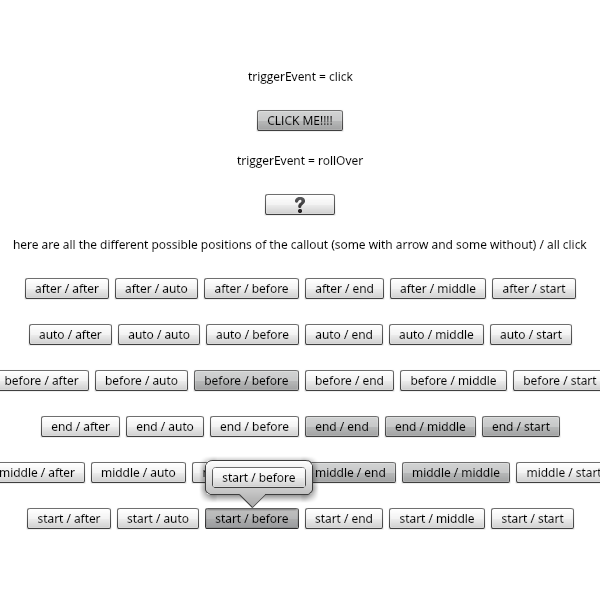 triggerEvent = click
CLICK ME!!!!
triggerEvent = rollOver
?
here are all the different possible positions of the callout (some with arrow and some without) / all click
after / after after / auto after / before after / end after / middle after / start
auto / after auto / auto auto / before auto / end auto / middle auto / start
before / after before / auto before / before before / end before / middle before / start
end / after end / auto end / before end / end end / middle end / start
middle / after middle / auto middle / end middle / middle middle / start
start / before
start / after start / auto start / before start / end start / middle start / start